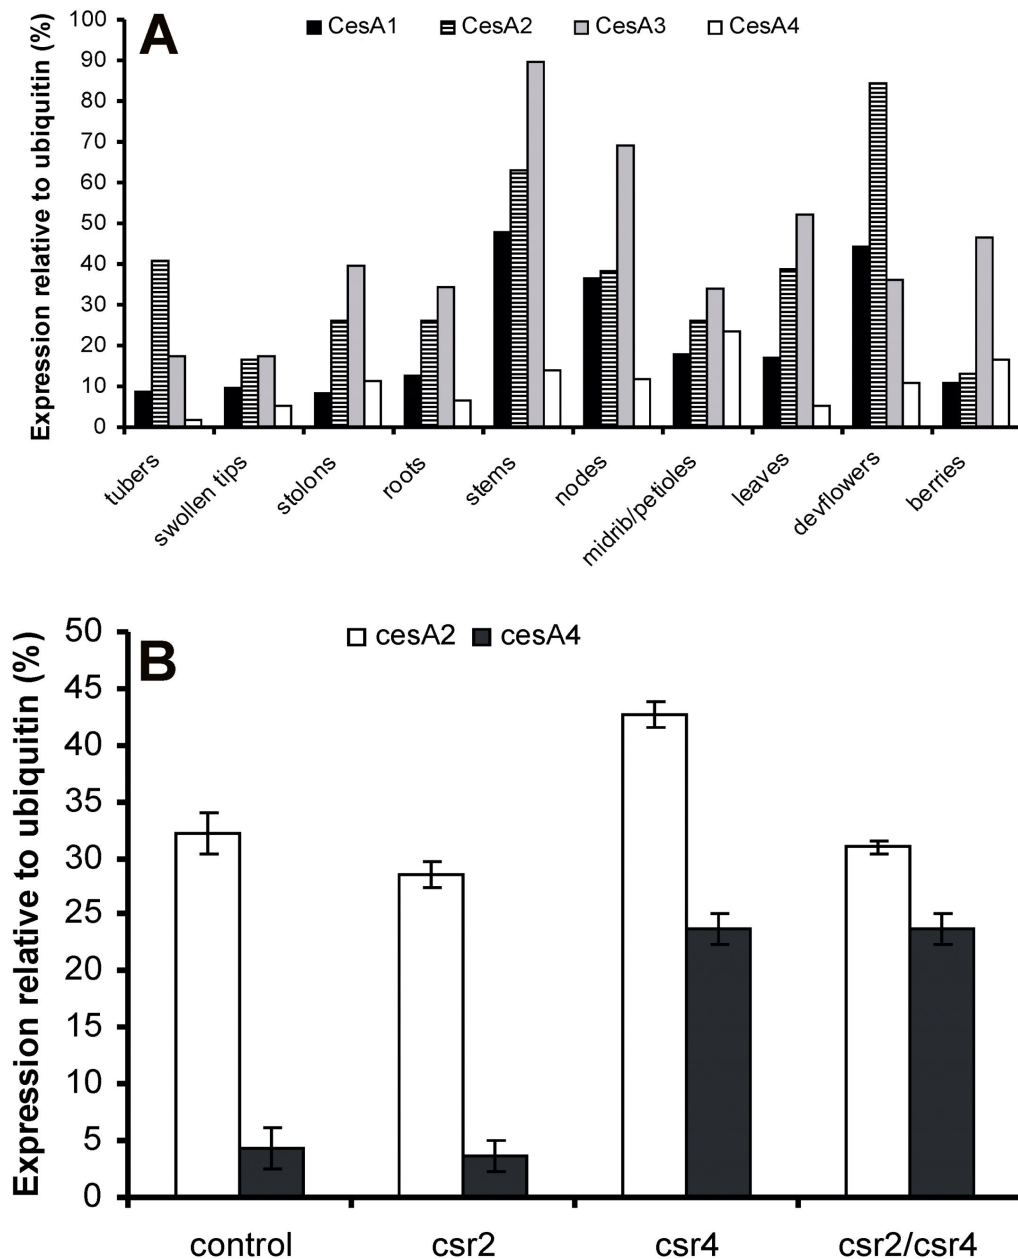 A
CesA1 CesA2 CesA3 CesA4
Expression relative to ubiquitin (%)
100
90
80
70
60
50
40
30
20
10
0
tubers swollen tips stolons roots stems nodes midrib/petioles leaves devflowers berries
B
cesA2 cesA4
Expression relative to ubiquitin (%)
50
45
40
35
30
25
20
15
10
5
0
control csr2 csr4 csr2/csr4